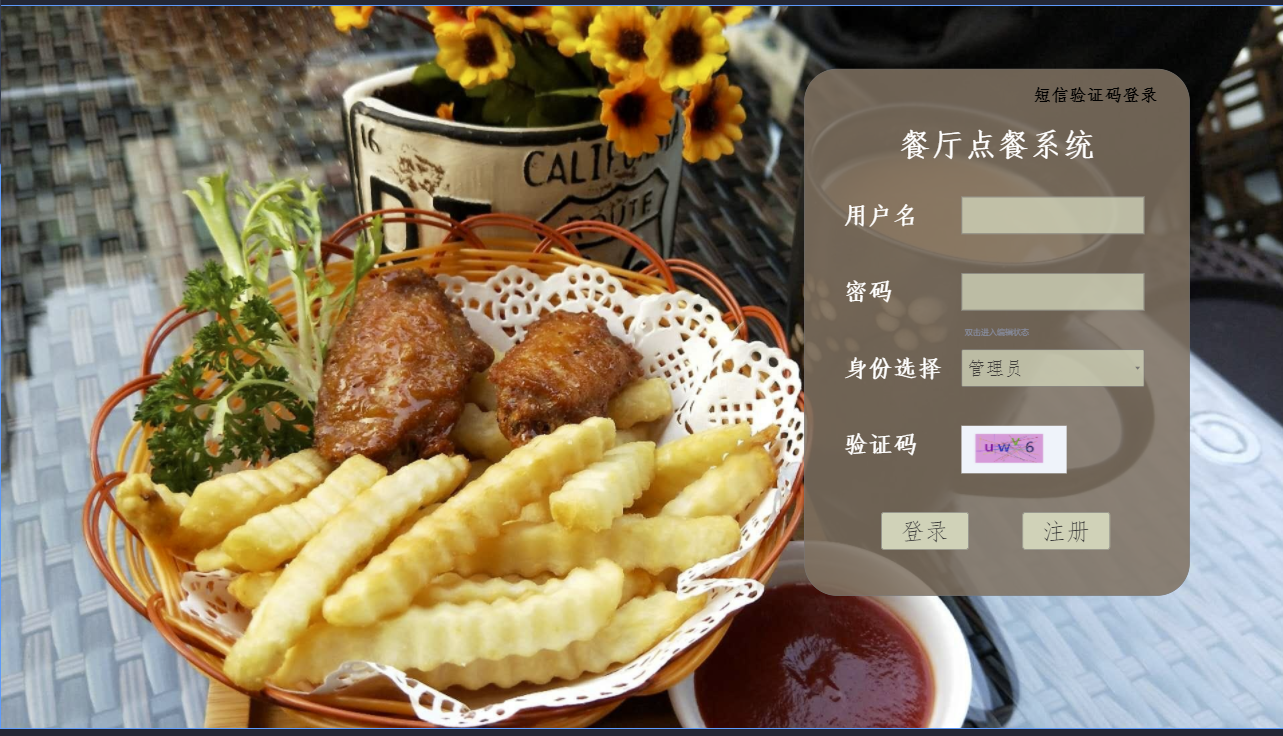 短信验证码登录
餐厅点餐系统
用户名
密码
双击进入编辑状态
身份选择 管理员
验证码 uw 6
登录 注册
16
CALIFORNIA
ROUTE